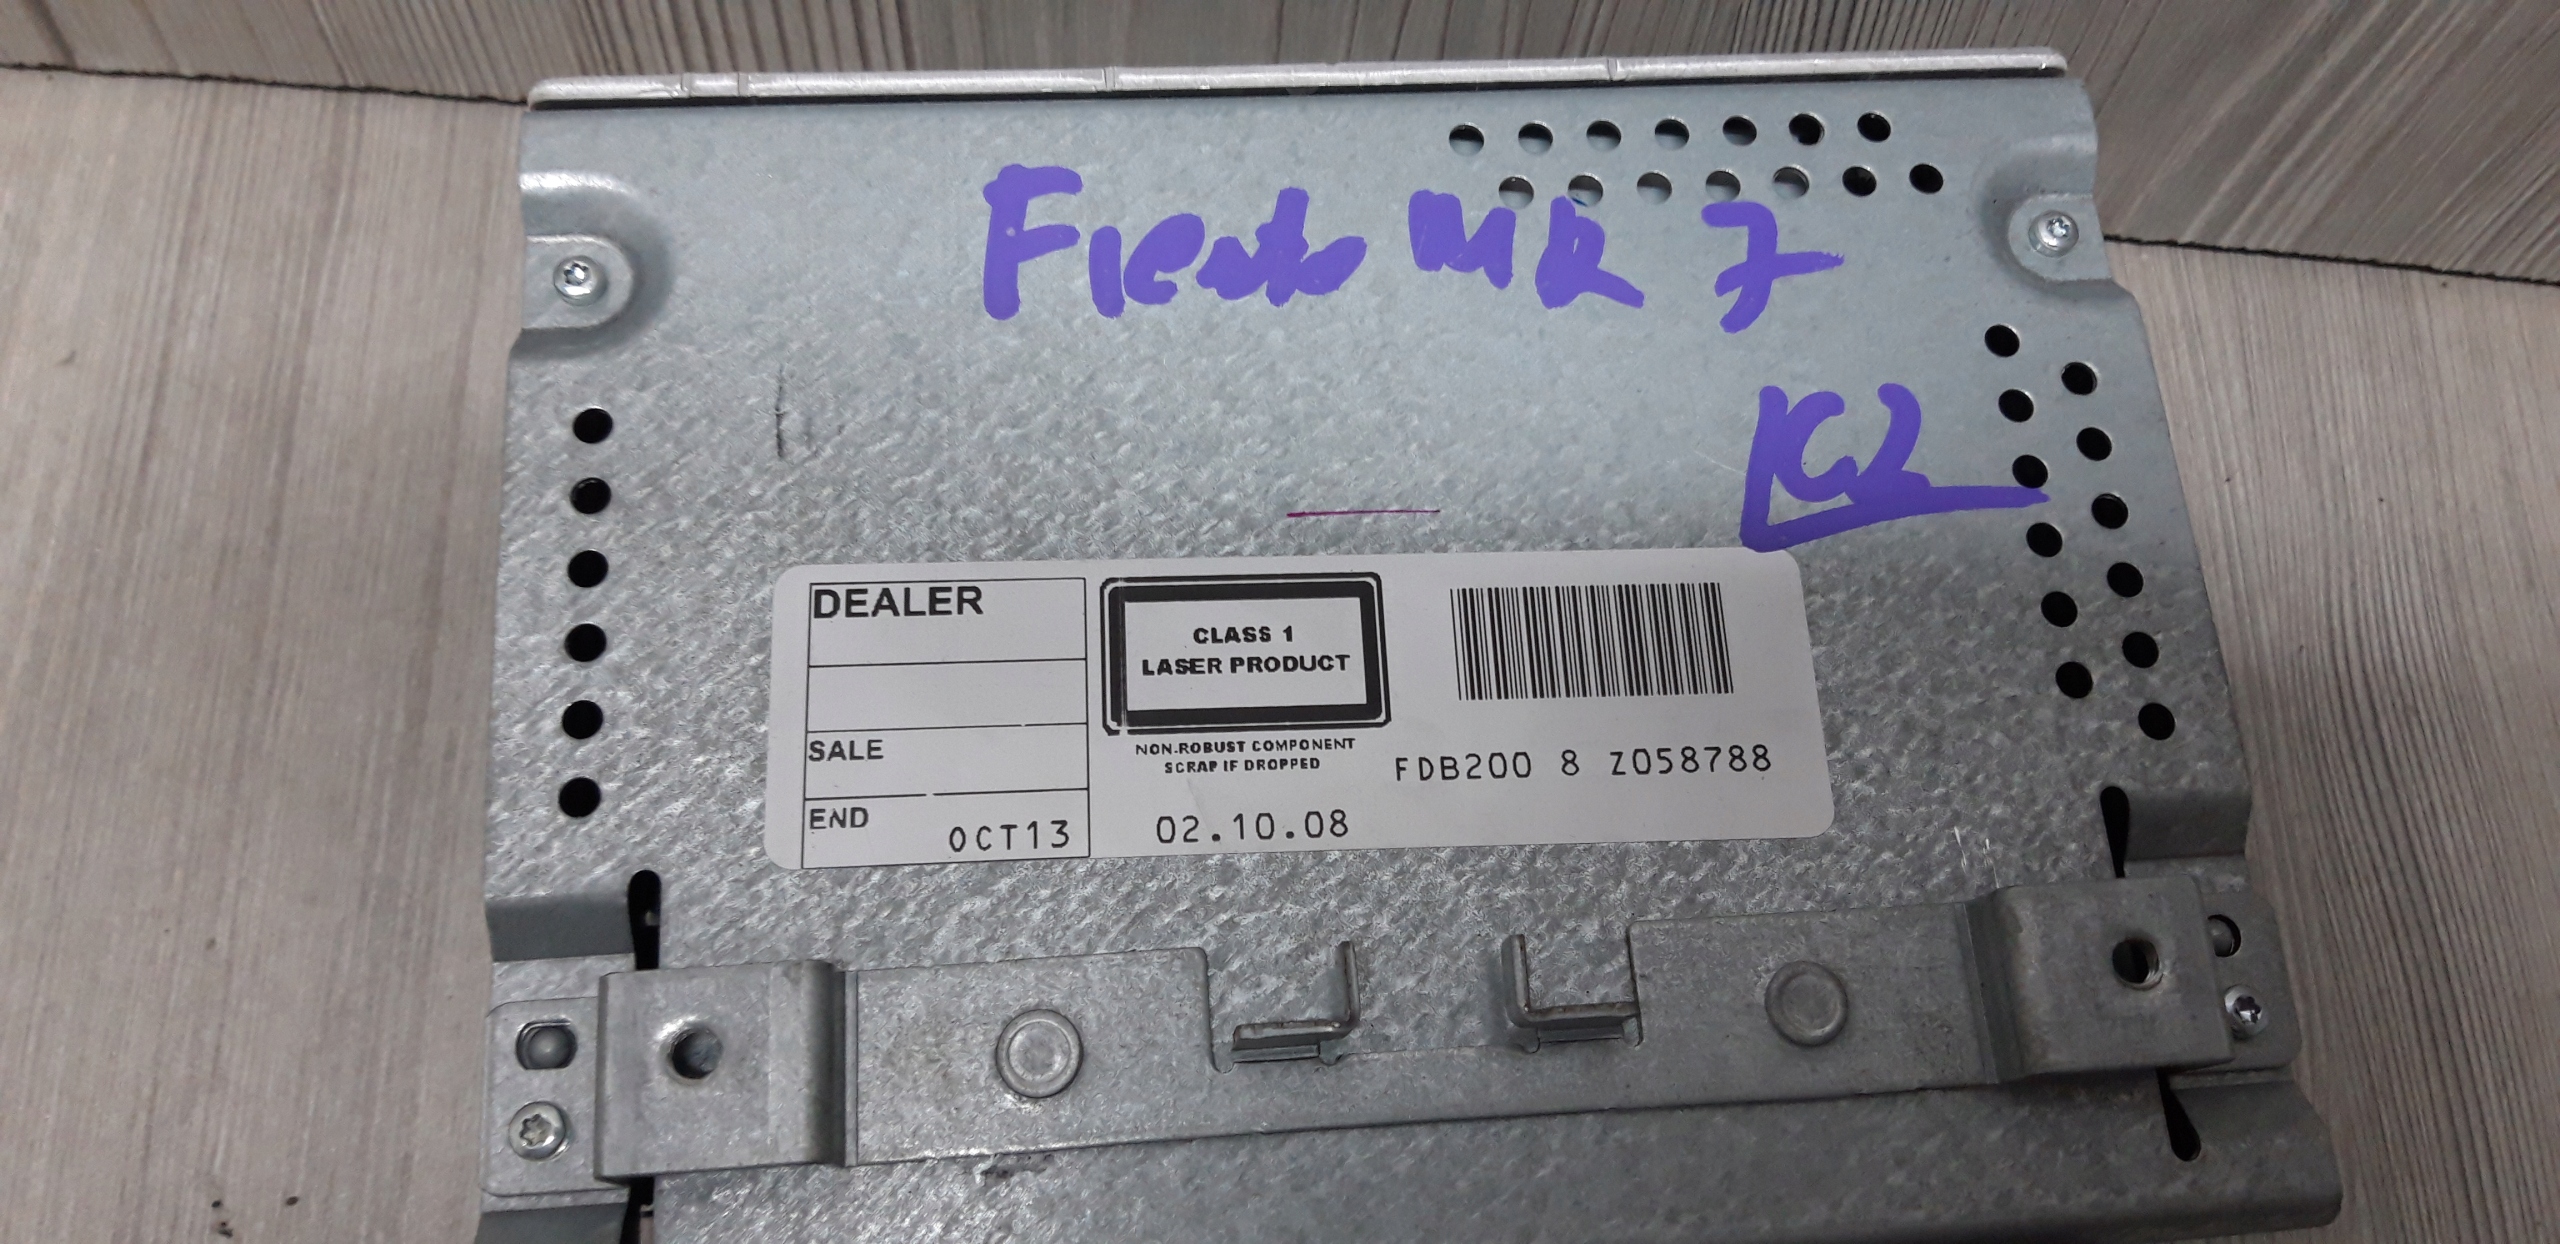 Fiesta MK 7
DEALER
SALE
END OCT13
CLASS 1
LASER PRODUCT
NON-ROBUST COMPONENT
SCRAP IF DROPPED
02.10.08
FDB200 8 Z058788